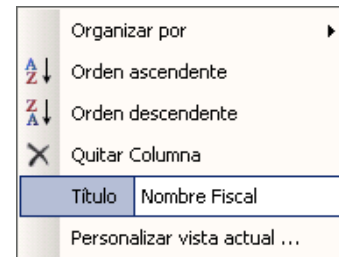 Organizar por
Orden ascendente
Orden descendente
Quitar Columna
Título Nombre Fiscal
Personalizar vista actual ...